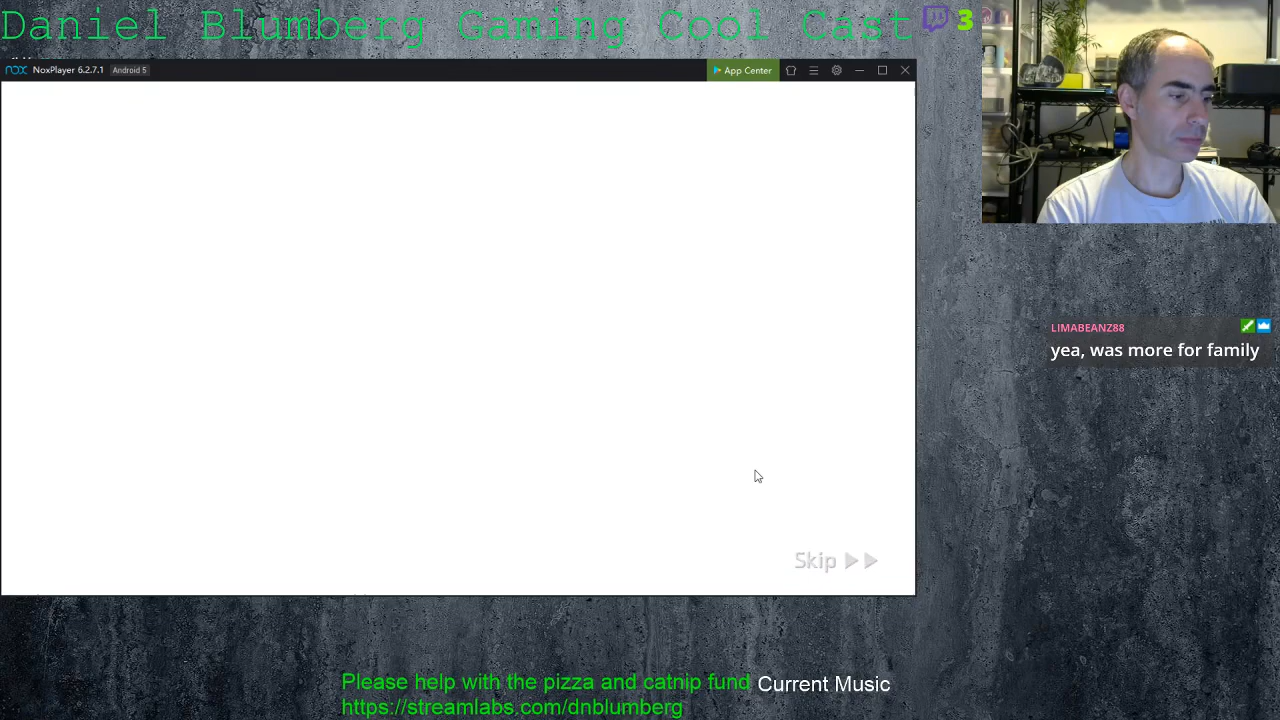 Daniel Blumberg Gaming Cool Cast
3
nox NoxPlayer 6.2.7.1 Android 5
App Center
LIMABEANZ88
yea, was more for family
Skip
Please help with the pizza and catnip fund
Current Music
https://streamlabs.com/dnblumberg